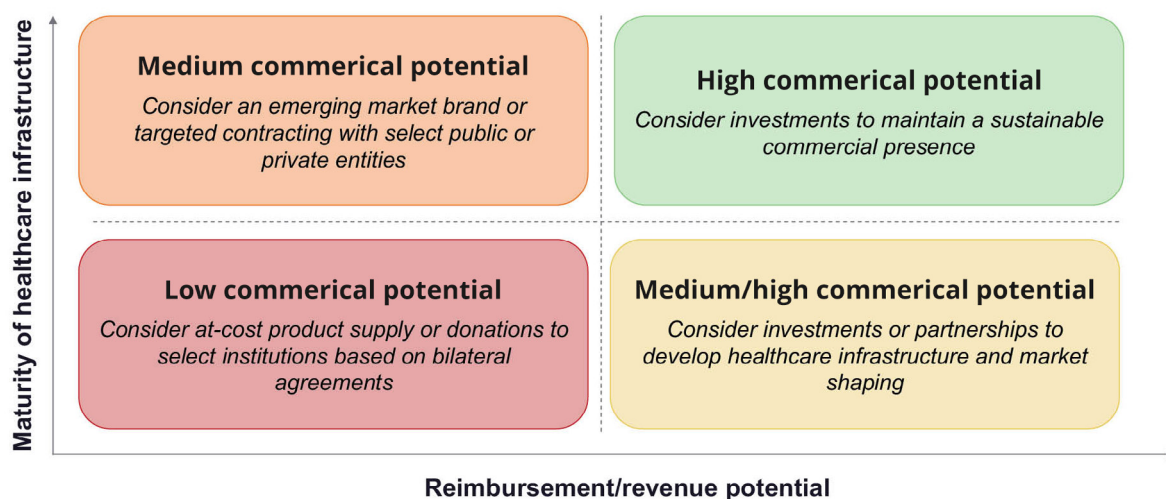 Maturity of healthcare infrastructure
Medium commerical potential
Consider an emerging market brand or
targeted contracting with select public or
private entities
High commerical potential
Consider investments to maintain a sustainable
commercial presence
Low commerical potential
Consider at-cost product supply or donations to
select institutions based on bilateral
agreements
Medium/high commerical potential
Consider investments or partnerships to
develop healthcare infrastructure and market
shaping
Reimbursement/revenue potential